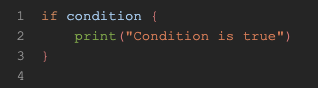 1 if condition {
2     print("Condition is true")
3 }
4